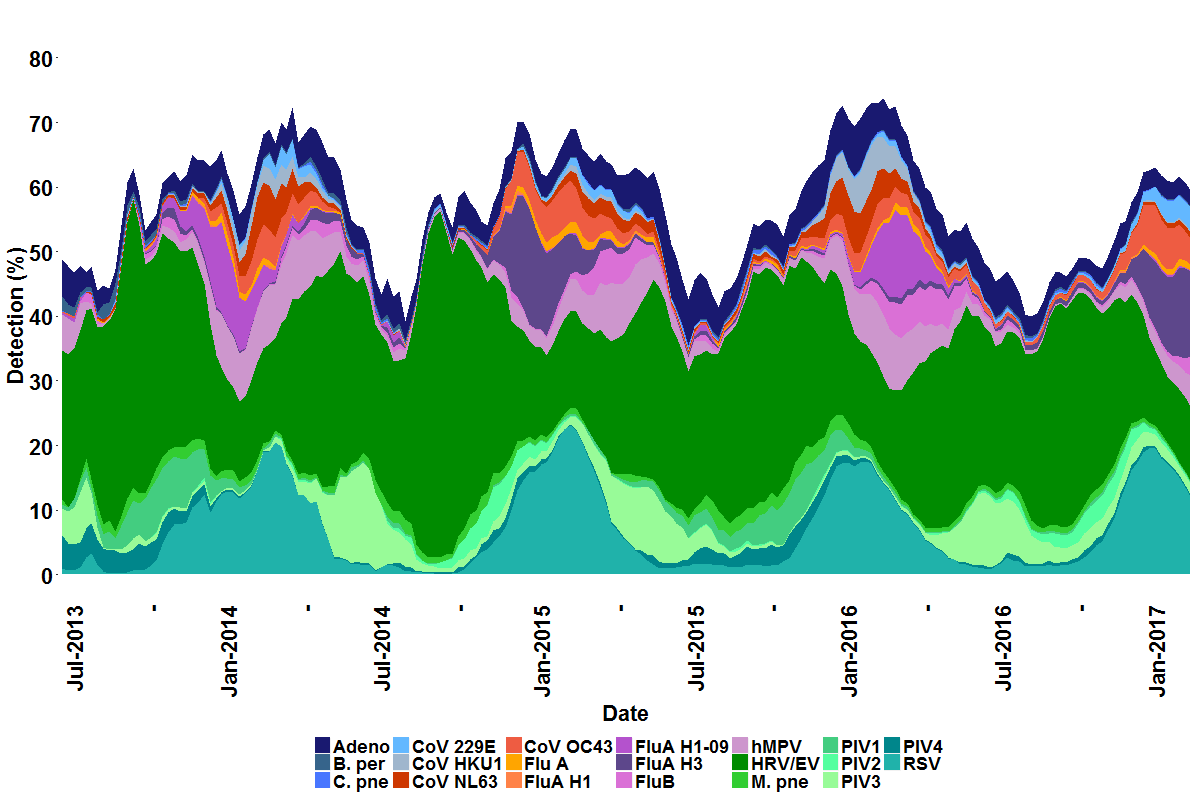 80
70
60
50
40
30
20
10
0
Detection (%)
Jul-2013
-
Jan-2014
-
Jul-2014
-
Jan-2015
-
Jul-2015
-
Jan-2016
-
Jul-2016
-
Jan-2017
Date
Adeno CoV 229E CoV OC43 FluA H1-09 hMPV PIV1 PIV4
B. per CoV HKU1 Flu A FluA H3 HRV/EV PIV2 RSV
C. pne CoV NL63 FluA H1 FluB M. pne PIV3